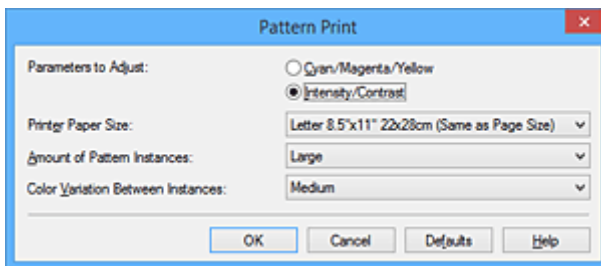 Pattern Print
Parameters to Adjust:
Cyan/Magenta/Yellow
Intensity/Contrast
Printer Paper Size:
Letter 8.5"x11" 22x28cm (Same as Page Size)
Amount of Pattern Instances:
Large
Color Variation Between Instances:
Medium
OK Cancel Defaults Help